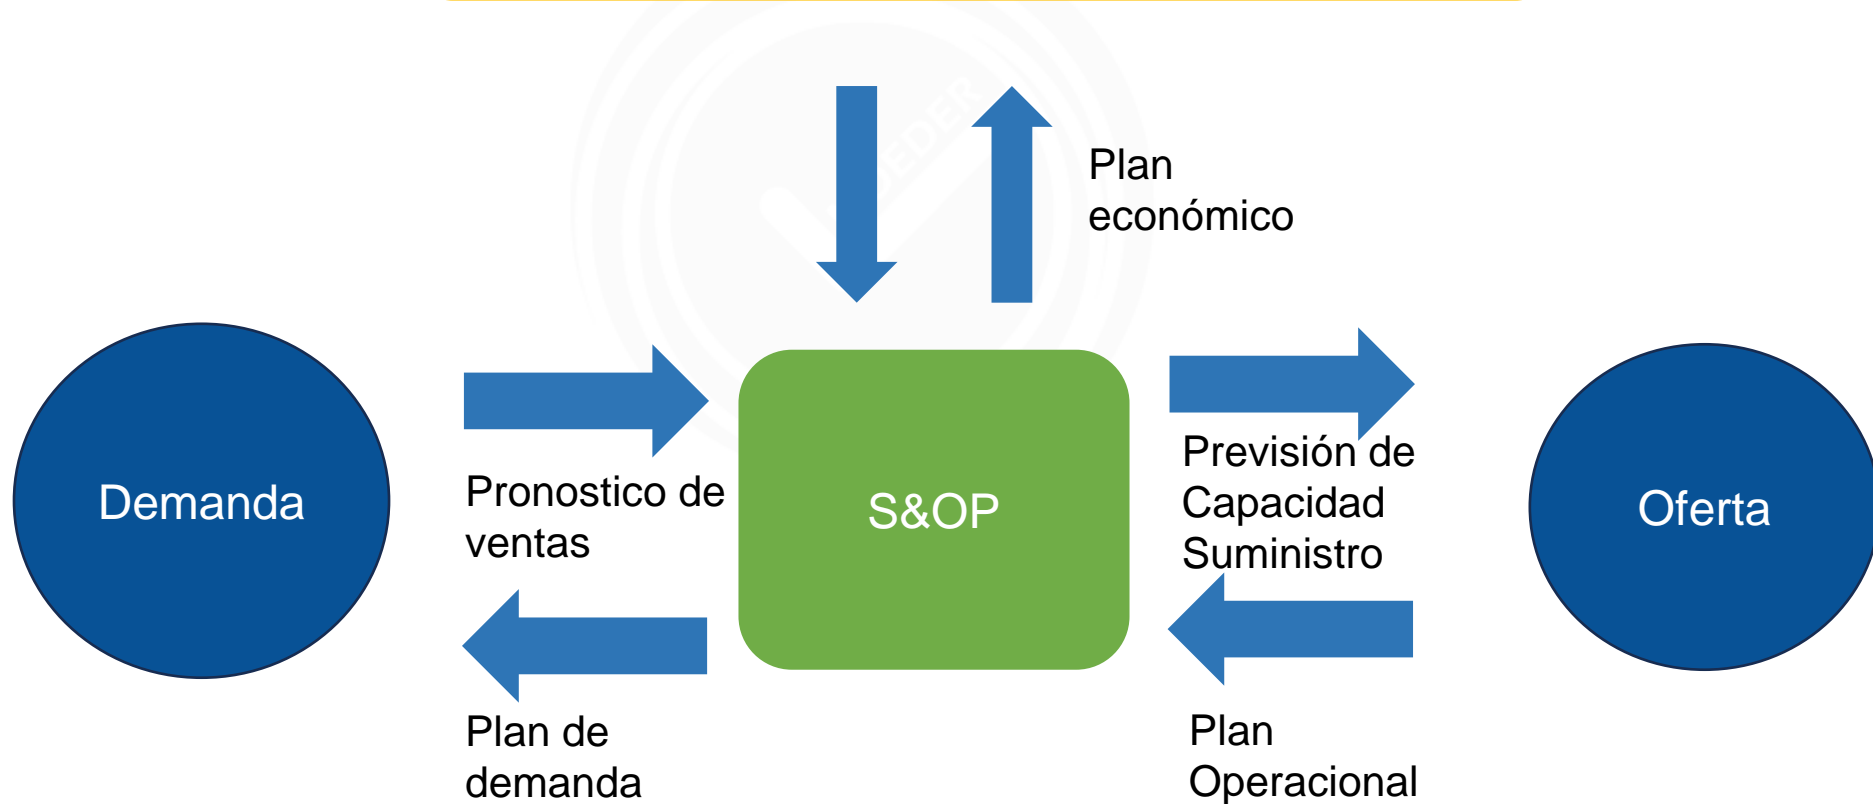 Plan
económico
Demanda
Pronostico de
ventas
S&OP
Previsión de
Capacidad
Suministro
Oferta
Plan de
demanda
Plan
Operacional